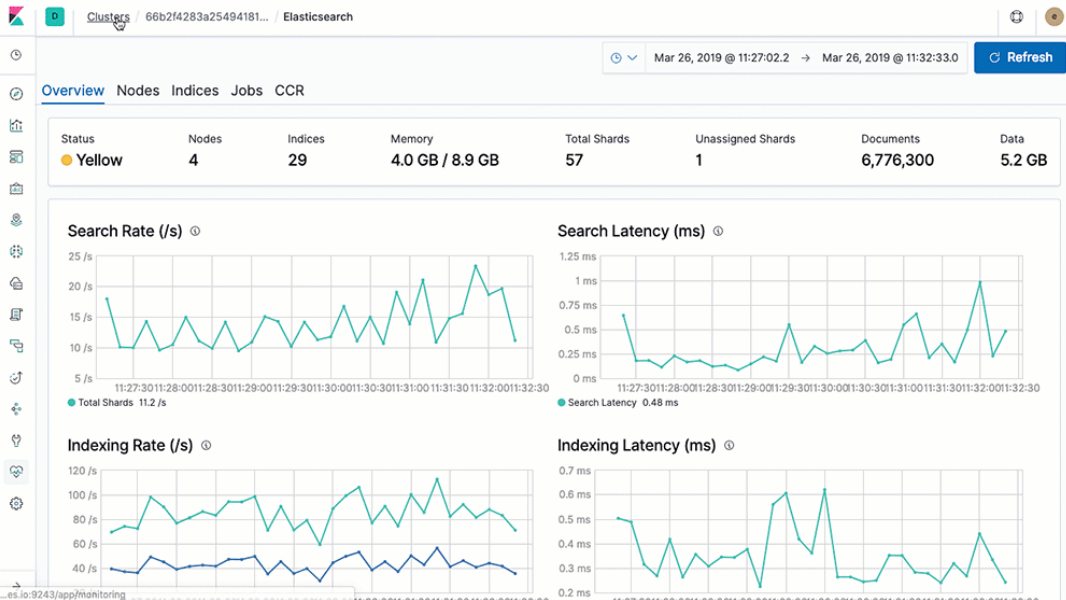 D Clusters / 66b2f4283a25494181... / Elasticsearch e
Mar 26, 2019 @ 11:27:02.2 → Mar 26, 2019 @ 11:32:33.0 Refresh
Overview Nodes Indices Jobs CCR
Status Nodes Indices Memory Total Shards Unassigned Shards Documents Data
Yellow 4 29 4.0 GB / 8.9 GB 57 1 6,776,300 5.2 GB
Search Rate (/s)
25 /s
20 /s
15 /s
10 /s
5 /s
11:27:30 11:28:00 11:28:30 11:29:00 11:29:30 11:30:00 11:30:30 11:31:00 11:31:30 11:32:00 11:32:30
Total Shards 11.2 /s
Search Latency (ms)
1.25 ms
1 ms
0.75 ms
0.5 ms
0.25 ms
0 ms
11:27:30 11:28:00 11:28:30 11:29:00 11:29:30 11:30:00 11:30:30 11:31:00 11:31:30 11:32:00 11:32:30
Search Latency 0.48 ms
Indexing Rate (/s)
120 /s
100 /s
80 /s
60 /s
40 /s
Indexing Latency (ms)
0.7 ms
0.6 ms
0.5 ms
0.4 ms
0.3 ms
0.2 ms
...es.io:9243/app/monitoring